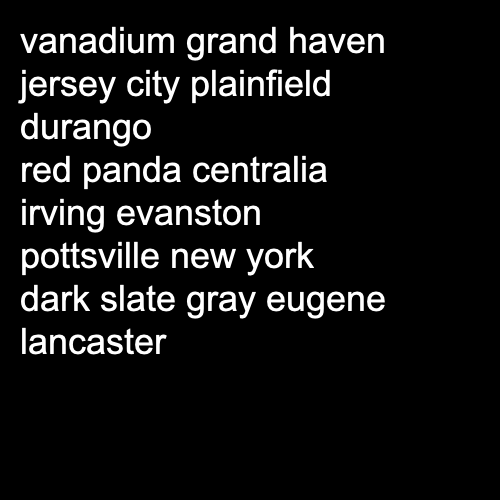 vanadium grand haven
jersey city plainfield
durango
red panda centralia
irving evanston
pottsville new york
dark slate gray eugene
lancaster